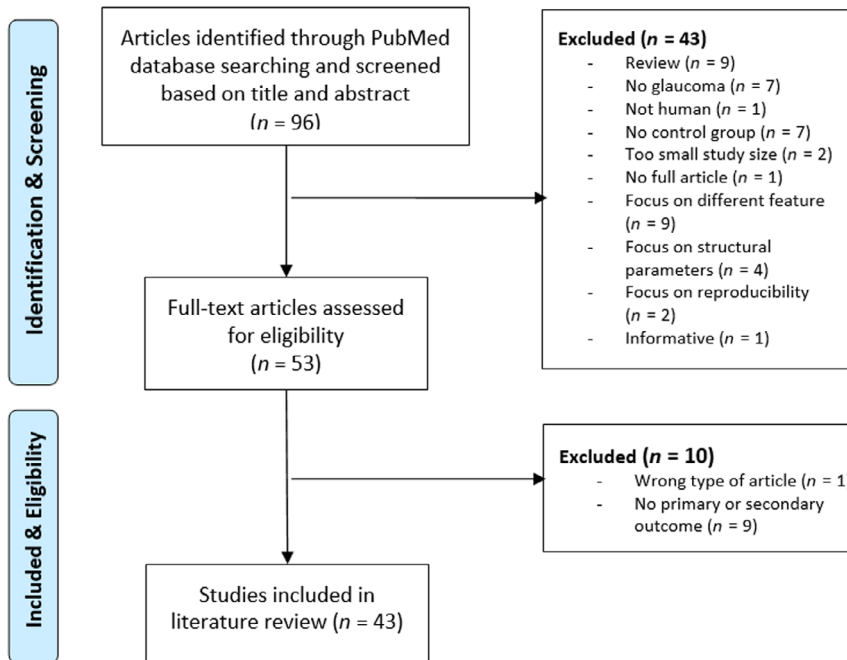 Identification & Screening
Articles identified through PubMed
database searching and screened
based on title and abstract
(n = 96)
Excluded (n = 43)
- Review (n = 9)
- No glaucoma (n = 7)
- Not human (n = 1)
- No control group (n = 7)
- Too small study size (n = 2)
- No full article (n = 1)
- Focus on different feature
(n = 9)
- Focus on structural
parameters (n = 4)
- Focus on reproducibility
(n = 2)
- Informative (n = 1)
Full-text articles assessed
for eligibility
(n = 53)
Included & Eligibility
Excluded (n = 10)
- Wrong type of article (n = 1)
- No primary or secondary
outcome (n = 9)
Studies included in
literature review (n = 43)